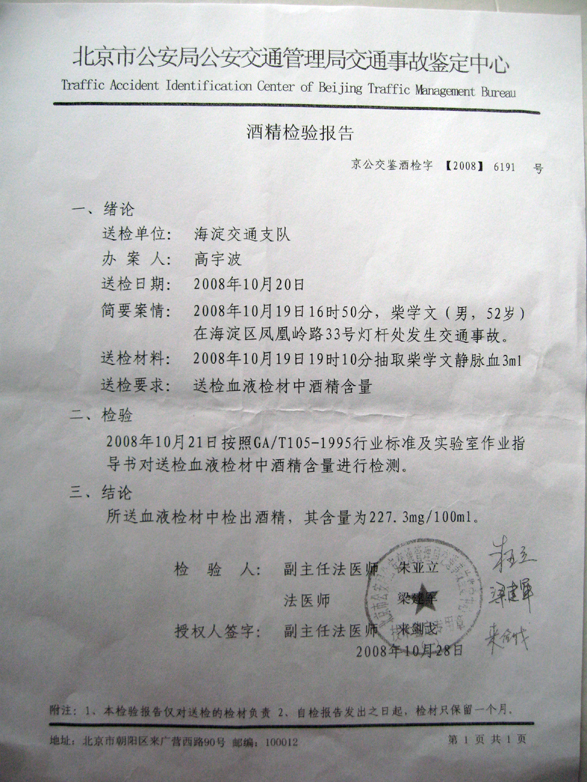 北京市公安局公安交通管理局交通事故鉴定中心
Traffic Accident Identification Center of Beijing Traffic Management Bureau
酒精检验报告
京公交鉴酒检字 【2008】 6191 号
一、绪论
送检单位： 海淀交通支队
办 案 人： 高宇波
送检日期： 2008年10月20日
简要案情： 2008年10月19日16时50分，柴学文（男，52岁）
在海淀区凤凰岭路33号灯杆处发生交通事故。
送检材料： 2008年10月19日19时10分抽取柴学文静脉血3ml
送检要求： 送检血液检材中酒精含量
二、检验
2008年10月21日按照GA/T105-1995行业标准及实验室作业指
导书对送检血液检材中酒精含量进行检测。
三、结论
所送血液检材中检出酒精，其含量为227.3mg/100ml。
检 验 人： 副主任法医师 朱亚立
法医师 梁建军
授权人签字： 副主任法医师 来剑戈
2008年10月28日
附注：1、本检验报告仅对送检的检材负责 2、自检报告发出之日起，检材只保留一个月。
地址：北京市朝阳区来广营西路90号 邮编：100012 第 1 页 共 1 页